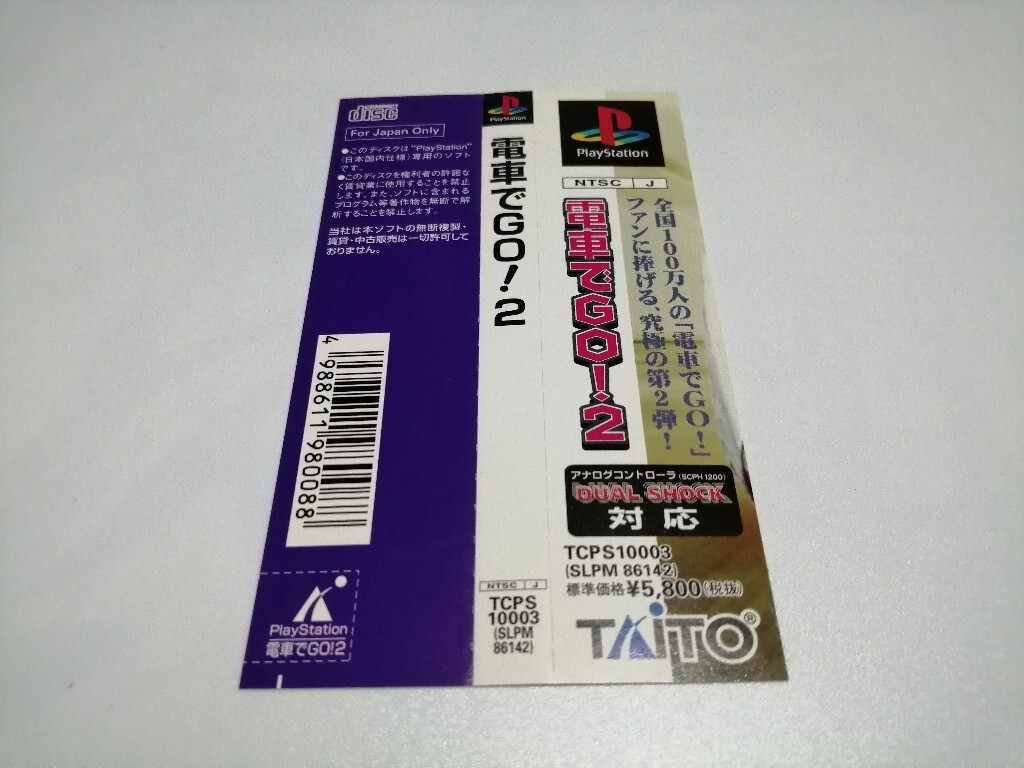 COMPACT
disc
For Japan Only
●このディスクは"PlayStation"
(日本国内仕様)専用のソフト
です。
●このディスクを権利者の許諾な
く賃貸業に使用することを禁止
します。また、ソフトに含まれる
プログラム等著作物を無断で解
析することを禁止します。
当社は本ソフトの無断複製・
賃貸・中古販売は一切許可して
おりません。
4 988611 980088
PlayStation
電車でGO!2
PlayStation
電車でGO!2
NTSC J
TCPS
10003
(SLPM
86142)
PlayStation
NTSC J
全国100万人の「電車でGO!」
ファンに捧げる、究極の第2弾!
電車でGO!2
アナログコントローラ(SCPH 1200)
DUAL SHOCK
対応
TCPS10003
(SLPM 86142)
標準価格¥5,800(税抜)
TAITO®